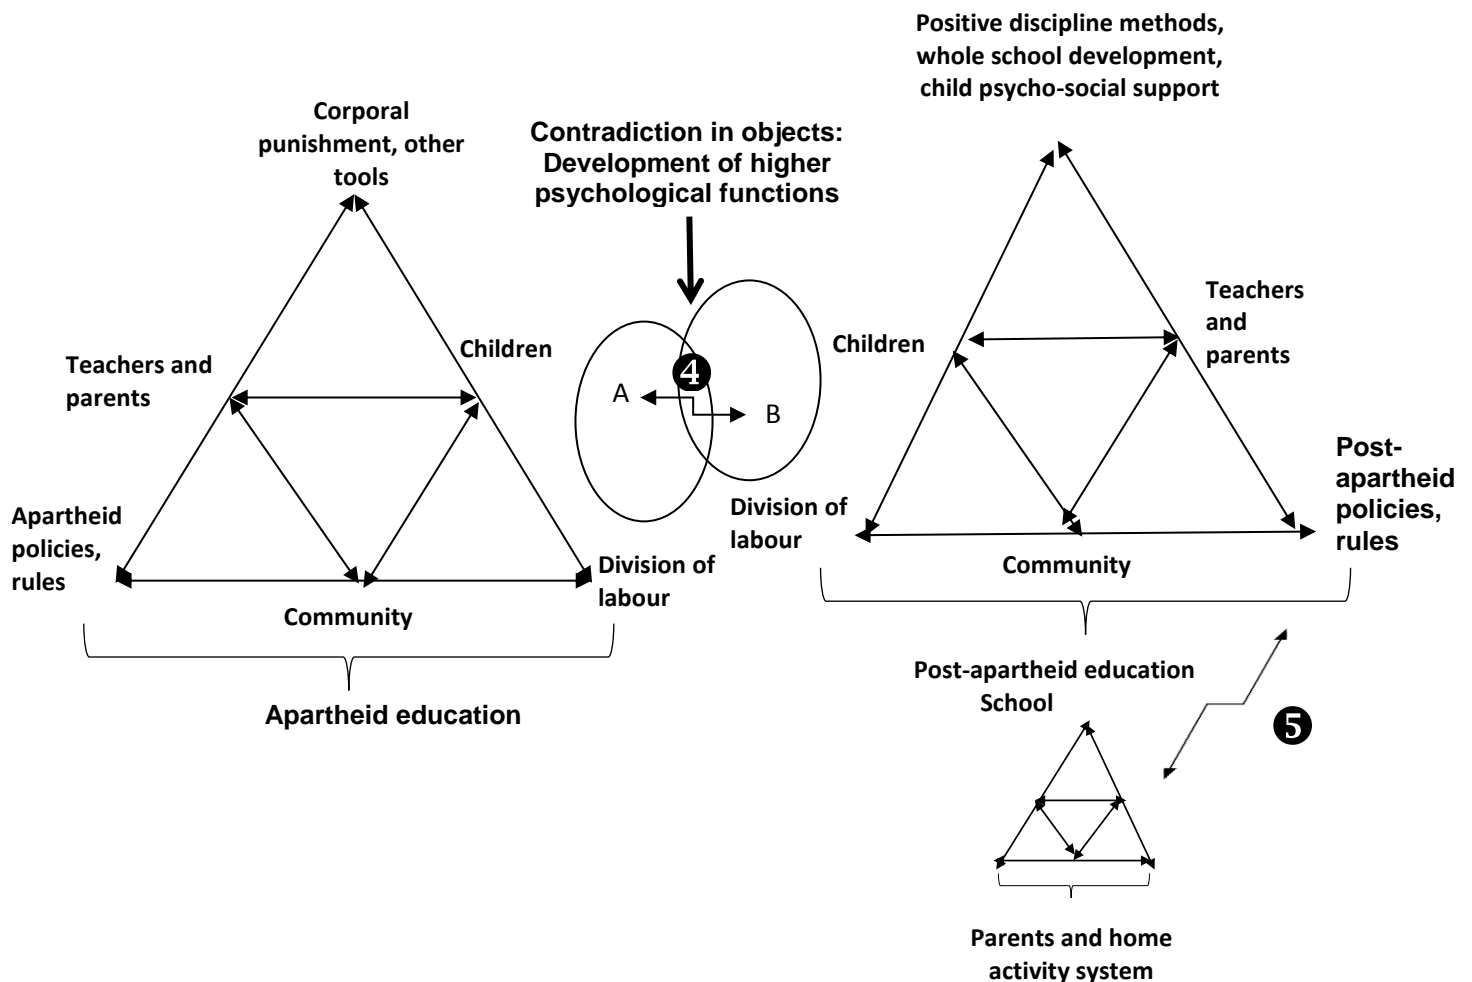 Positive discipline methods,
whole school development,
child psycho-social support
Corporal
punishment, other
tools
Contradiction in objects:
Development of higher
psychological functions
Teachers and
parents
Children
A
4
B
Children
Teachers
and
parents
Apartheid
policies,
rules
Community
Division of
labour
Division of
labour
Community
Post-
apartheid
policies,
rules
Apartheid education
Post-apartheid education
School
5
Parents and home
activity system